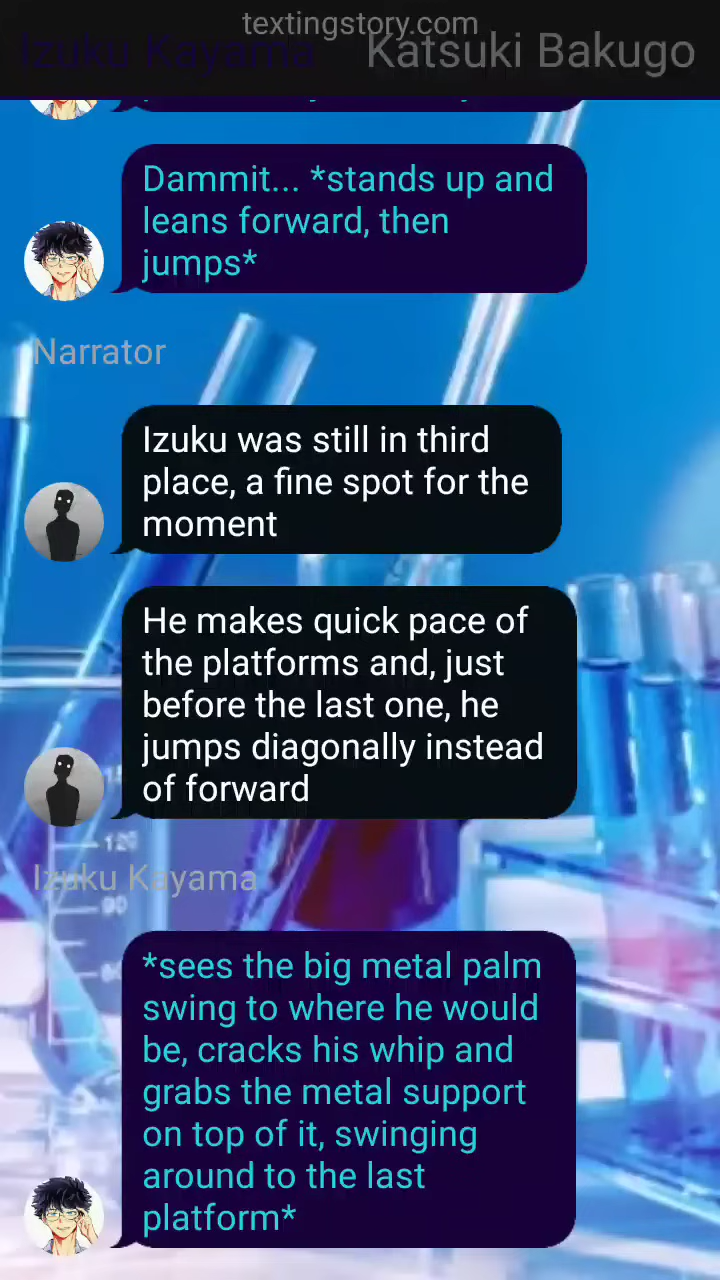 textingstory.com
Izuku Kayama Katsuki Bakugo
Dammit... *stands up and
leans forward, then
jumps*
Narrator
Izuku was still in third
place, a fine spot for the
moment
He makes quick pace of
the platforms and, just
before the last one, he
jumps diagonally instead
of forward
120
Izuku Kayama
90
*sees the big metal palm
swing to where he would
be, cracks his whip and
grabs the metal support
on top of it, swinging
around to the last
platform*